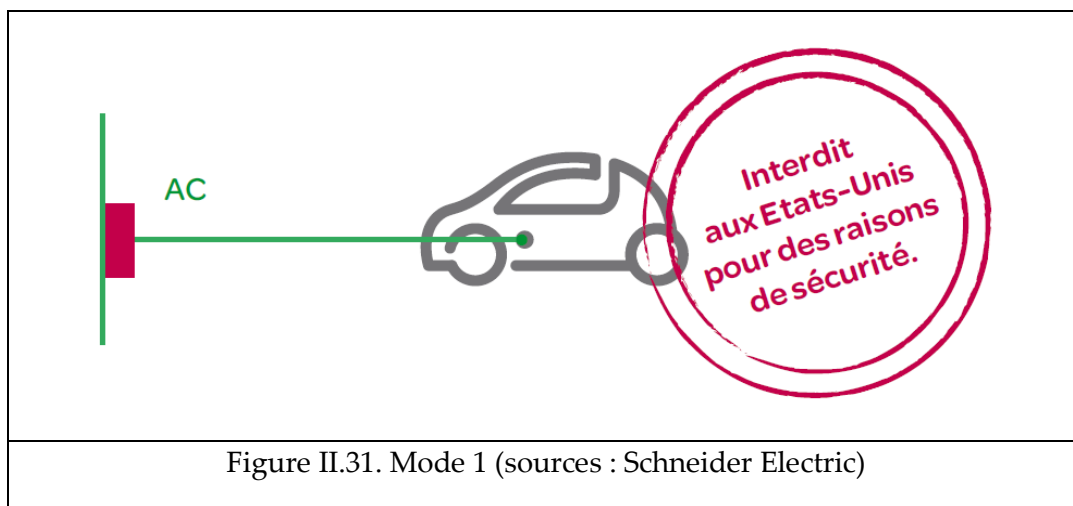 AC
Interdit
aux Etats-Unis
pour des raisons
de sécurité.
Figure II.31. Mode 1 (sources : Schneider Electric)